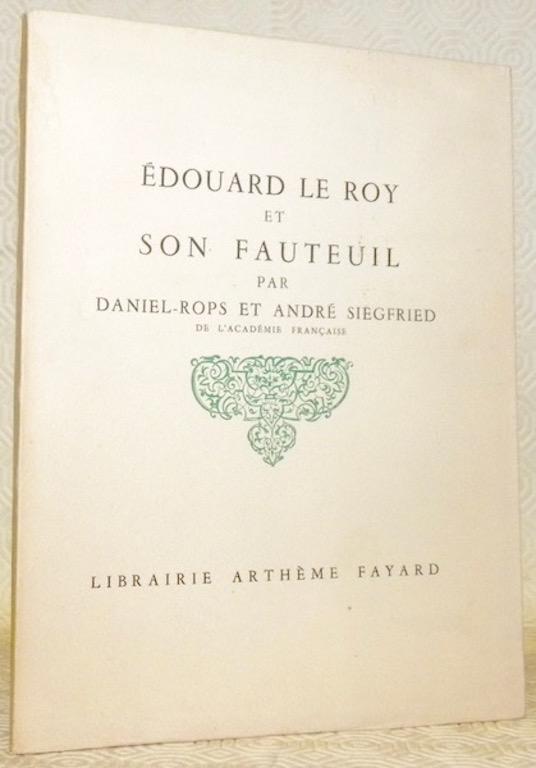 ÉDOUARD LE ROY
ET
SON FAUTEUIL
PAR
DANIEL-ROPS ET ANDRÉ SIEGFRIED
DE L'ACADÉMIE FRANÇAISE
LIBRAIRIE ARTHÈME FAYARD